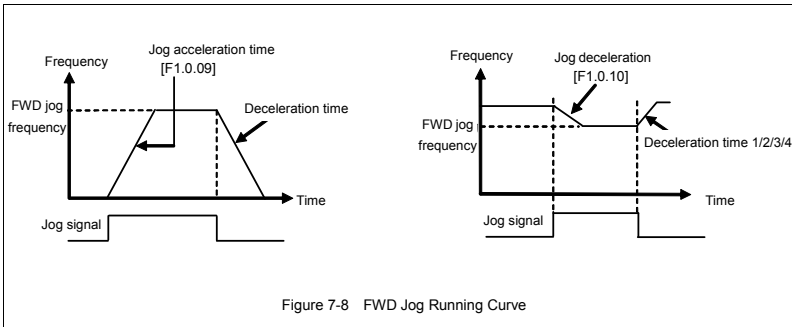 Jog acceleration time
[F1.0.09]
Frequency
FWD jog
frequency
Deceleration time
Time
Jog signal
Frequency
Jog deceleration
[F1.0.10]
FWD jog
frequency
Deceleration time 1/2/3/4
Time
Jog signal
Figure 7-8 FWD Jog Running Curve